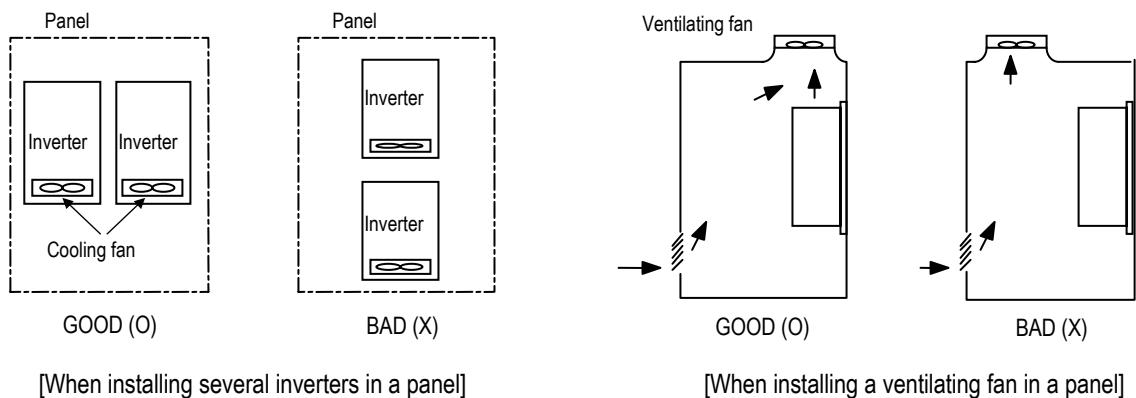 Panel
Panel
Ventilating fan
Inverter
Inverter
Inverter
Inverter
Cooling fan
GOOD (O)
BAD (X)
GOOD (O)
BAD (X)
[When installing several inverters in a panel]
[When installing a ventilating fan in a panel]